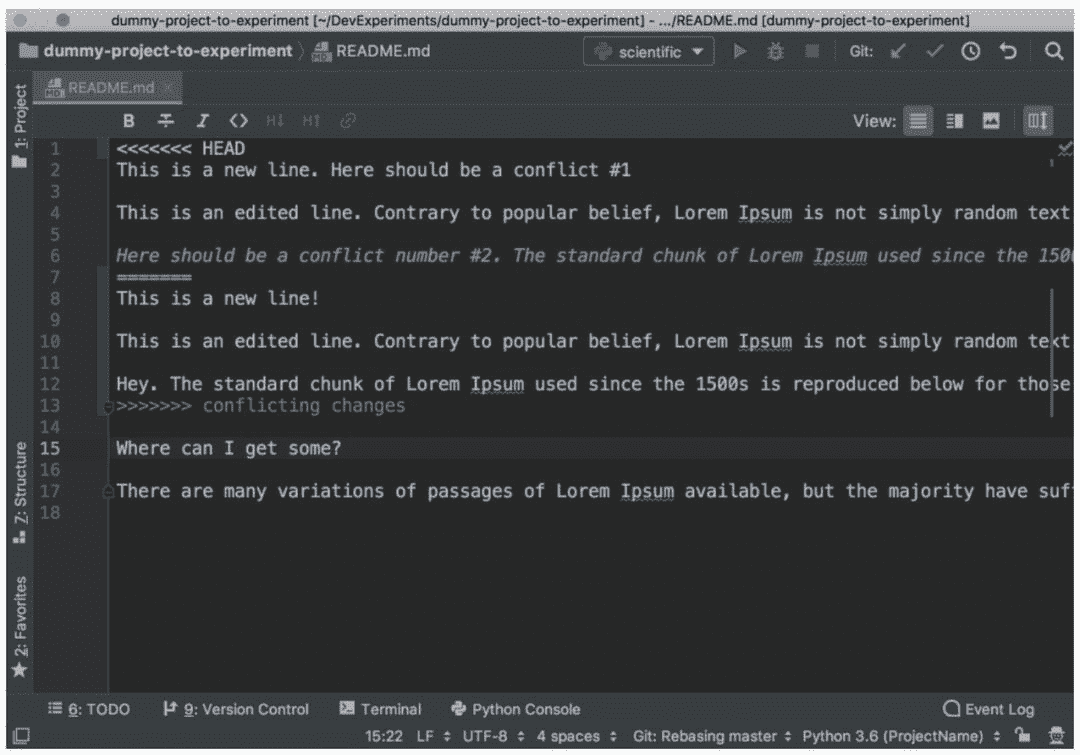 dummy-project-to-experiment [~/DevExperiments/dummy-project-to-experiment] - .../README.md [dummy-project-to-experiment]
dummy-project-to-experiment README.md scientific Git:
README.md
B I <> H↓ H↑ View:
1: Project
1 <<<<<<< HEAD
2 This is a new line. Here should be a conflict #1
3
4 This is an edited line. Contrary to popular belief, Lorem Ipsum is not simply random text
5
6 Here should be a conflict number #2. The standard chunk of Lorem Ipsum used since the 1500
7 =======
8 This is a new line!
9
10 This is an edited line. Contrary to popular belief, Lorem Ipsum is not simply random text
11
12 Hey. The standard chunk of Lorem Ipsum used since the 1500s is reproduced below for those
13 >>>>>>> conflicting changes
14
15 Where can I get some?
16
17 There are many variations of passages of Lorem Ipsum available, but the majority have suf
18
Z: Structure
2: Favorites
6: TODO 9: Version Control Terminal Python Console Event Log
15:22 LF UTF-8 4 spaces Git: Rebasing master Python 3.6 (ProjectName)